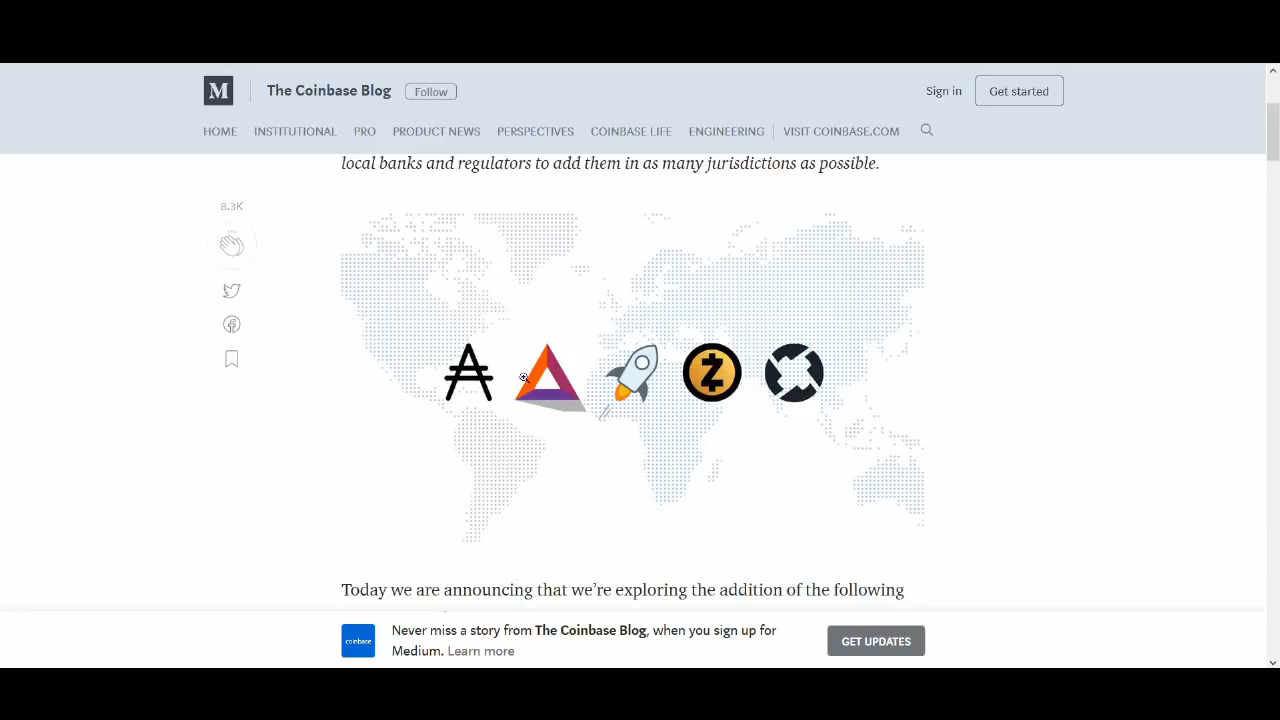 M
The Coinbase Blog
Follow
Sign in
Get started
HOME
INSTITUTIONAL
PRO
PRODUCT NEWS
PERSPECTIVES
COINBASE LIFE
ENGINEERING
VISIT COINBASE.COM
local banks and regulators to add them in as many jurisdictions as possible.
8.3K
Today we are announcing that we’re exploring the addition of the following
coinbase
Never miss a story from The Coinbase Blog, when you sign up for
Medium. Learn more
GET UPDATES